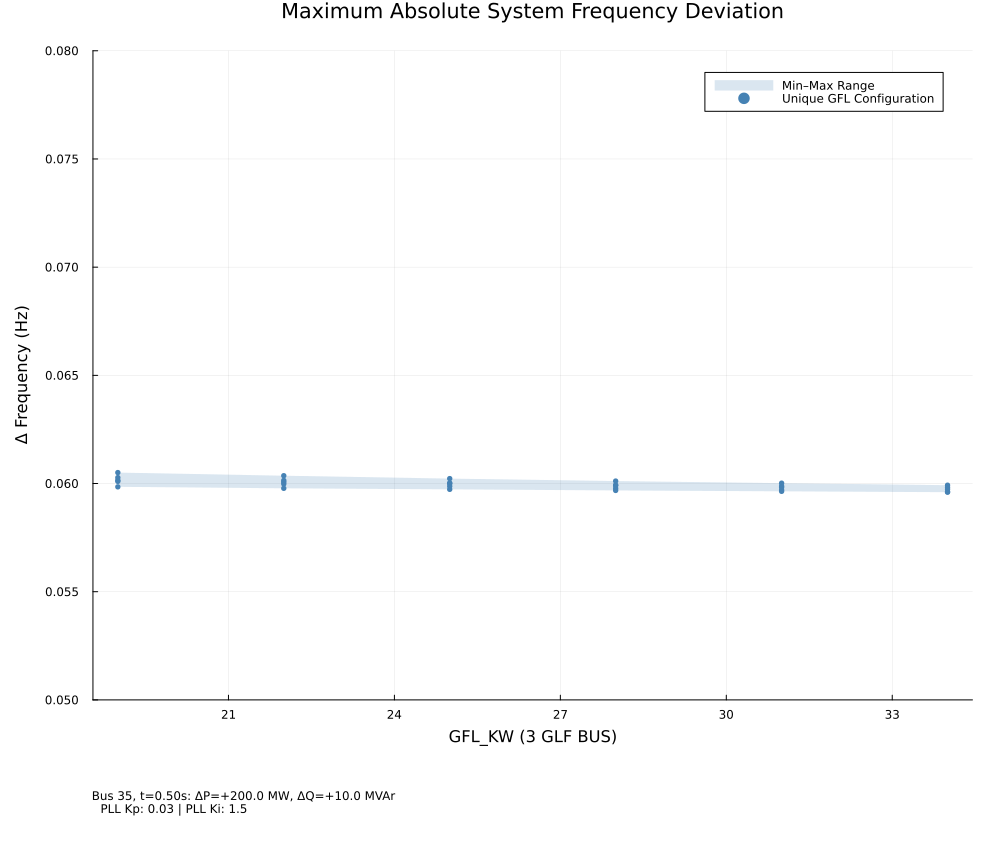 Maximum Absolute System Frequency Deviation
0.080
0.075
0.070
0.065
0.060
0.055
0.050
Δ Frequency (Hz)
Min–Max Range
Unique GFL Configuration
21 24 27 30 33
GFL_KW (3 GLF BUS)
Bus 35, t=0.50s: ΔP=+200.0 MW, ΔQ=+10.0 MVAr
PLL Kp: 0.03 | PLL Ki: 1.5